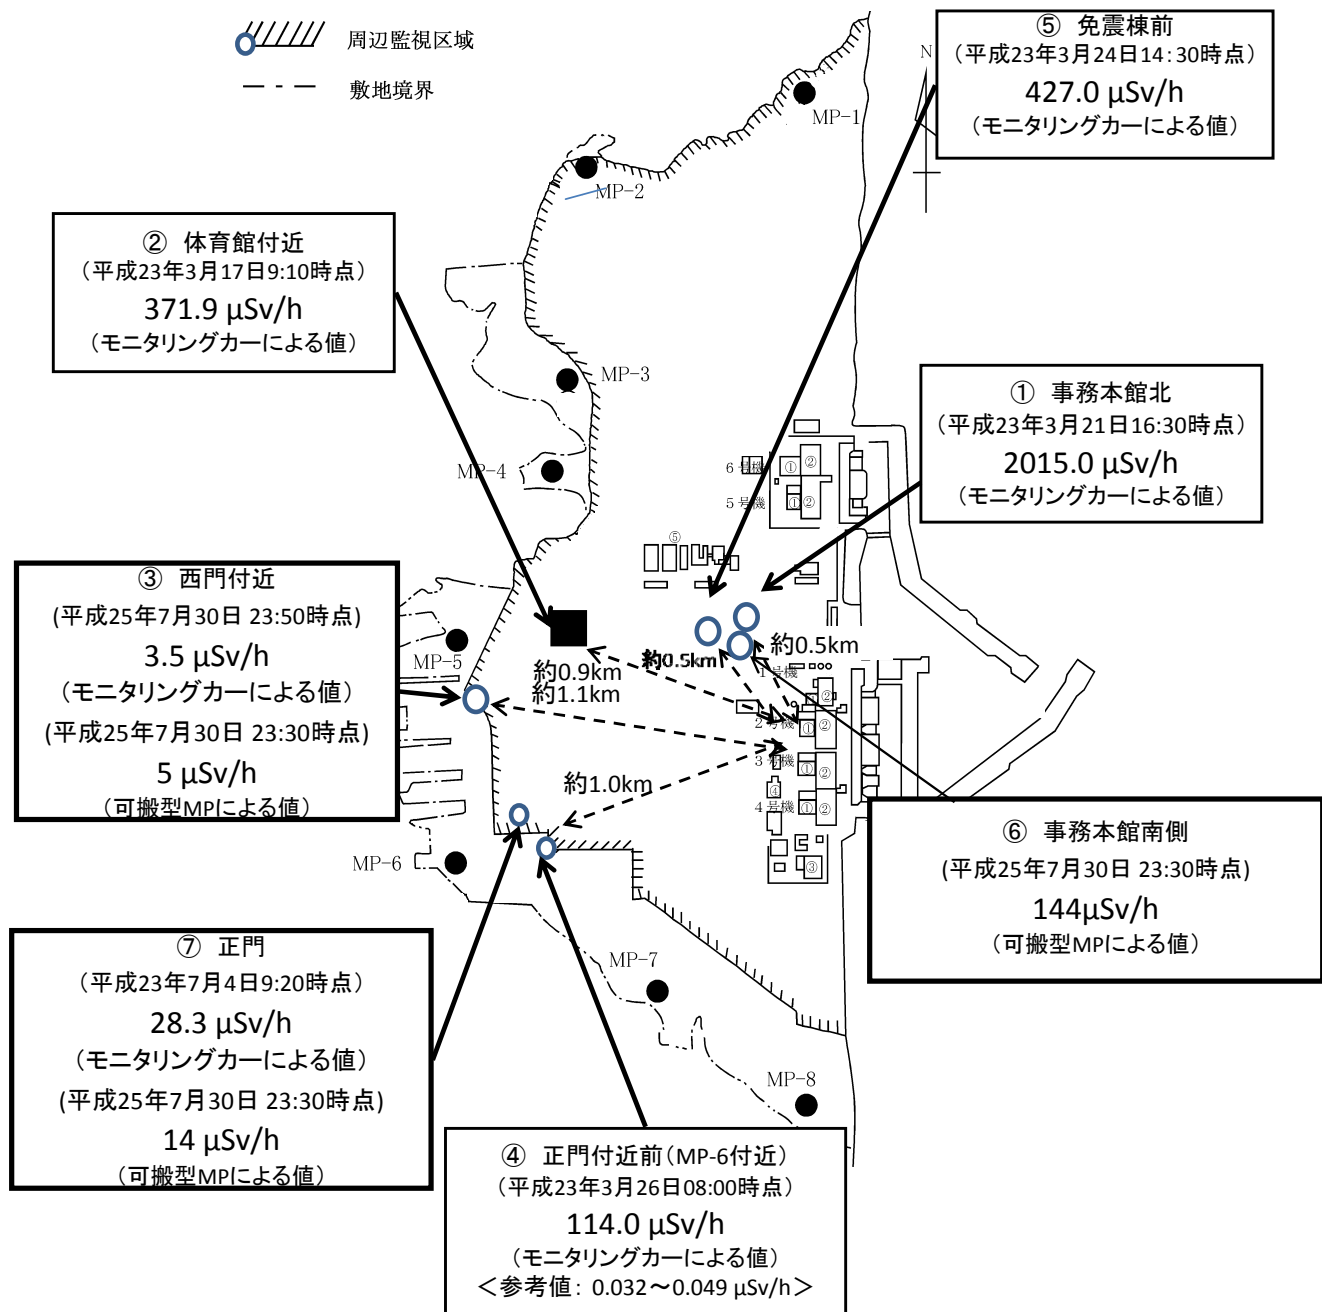 周辺監視区域
敷地境界
⑤ 免震棟前
（平成23年3月24日14:30時点）
427.0 μSv/h
（モニタリングカーによる値）
N
MP-1
MP-2
② 体育館付近
（平成23年3月17日9:10時点）
371.9 μSv/h
（モニタリングカーによる値）
MP-3
MP-4
① 事務本館北
（平成23年3月21日16:30時点）
2015.0 μSv/h
（モニタリングカーによる値）
6号機
① ②
5号機
① ②
⑤
③ 西門付近
(平成25年7月30日 23:50時点)
3.5 μSv/h
（モニタリングカーによる値）
(平成25年7月30日 23:30時点)
5 μSv/h
（可搬型MPによる値）
MP-5
約0.9km
約1.1km
約0.5km
約0.5km
1号機
②
2号機
① ②
3号機
① ②
④
4号機
① ②
③
約1.0km
MP-6
⑥ 事務本館南側
(平成25年7月30日 23:30時点)
144μSv/h
（可搬型MPによる値）
⑦ 正門
（平成23年7月4日9:20時点）
28.3 μSv/h
（モニタリングカーによる値）
(平成25年7月30日 23:30時点)
14 μSv/h
（可搬型MPによる値）
MP-7
MP-8
④ 正門付近前（MP-6付近）
（平成23年3月26日08:00時点）
114.0 μSv/h
（モニタリングカーによる値）
＜参考値：0.032～0.049 μSv/h＞